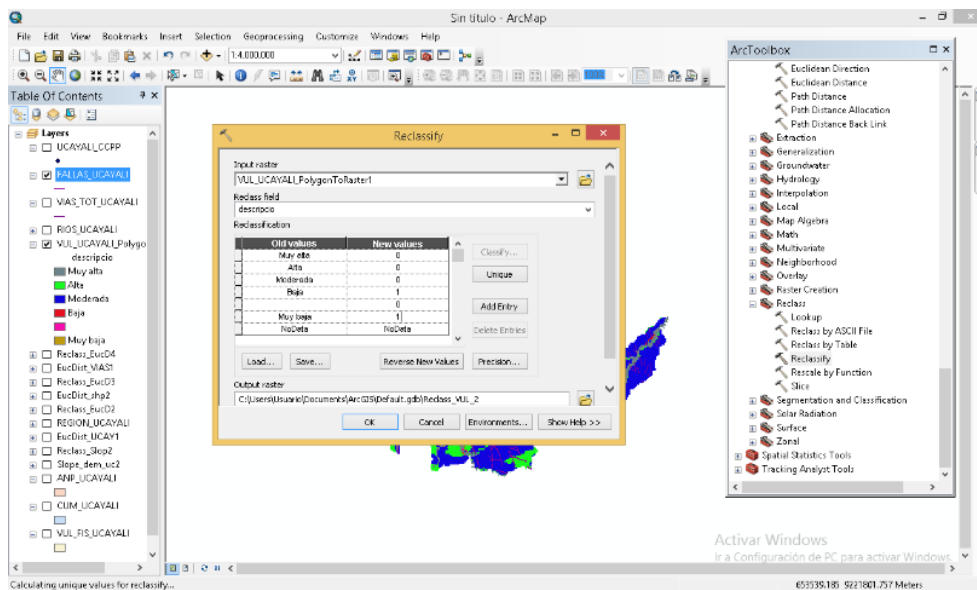 Sin título - ArcMap
File Edit View Bookmarks Insert Selection Geoprocessing Customize Windows Help
1:4.000.000
Table Of Contents
Layers
UCAYALI_CCPP
FALLAS_UCAYALI
VIAS_TOT_UCAYALI
RIOS_UCAYALI
VUL_UCAYALI_Polygo
descripcio
Muy alta
Alta
Moderada
Baja
Muy baja
Reclass_EucD4
EucDist_VIAS1
Reclass_EucD3
EucDist_shp2
Reclass_EucD2
REGION_UCAYALI
EucDist_UCAY1
Reclass_Slop2
Slope_dem_uc2
ANP_UCAYALI
CUM_UCAYALI
VUL_FIS_UCAYALI
Reclassify
Input raster
VUL_UCAYALI_PolygonToRaster1
Reclass field
descripcio
Reclassification
Old values New values
Muy alta 0
Alta 0
Moderada 0
Baja 1
0
Muy baja 1
NoData NoData
Classify...
Unique
Add Entry
Delete Entries
Load... Save... Reverse New Values Precision...
Output raster
C:\Users\Usuario\Documents\ArcGIS\Default.gdb\Reclass_VUL_2
OK Cancel Environments... Show Help >>
ArcToolbox
Euclidean Direction
Euclidean Distance
Path Distance
Path Distance Allocation
Path Distance Back Link
Extraction
Generalization
Groundwater
Hydrology
Interpolation
Local
Map Algebra
Math
Multivariate
Neighborhood
Overlay
Raster Creation
Reclass
Lookup
Reclass by ASCII File
Reclass by Table
Reclassify
Rescale by Function
Slice
Segmentation and Classification
Solar Radiation
Surface
Zonal
Spatial Statistics Tools
Tracking Analyst Tools
Activar Windows
Ir a Configuración de PC para activar Windows.
Calculating unique values for reclassify...
653539.185 9221801.757 Meters